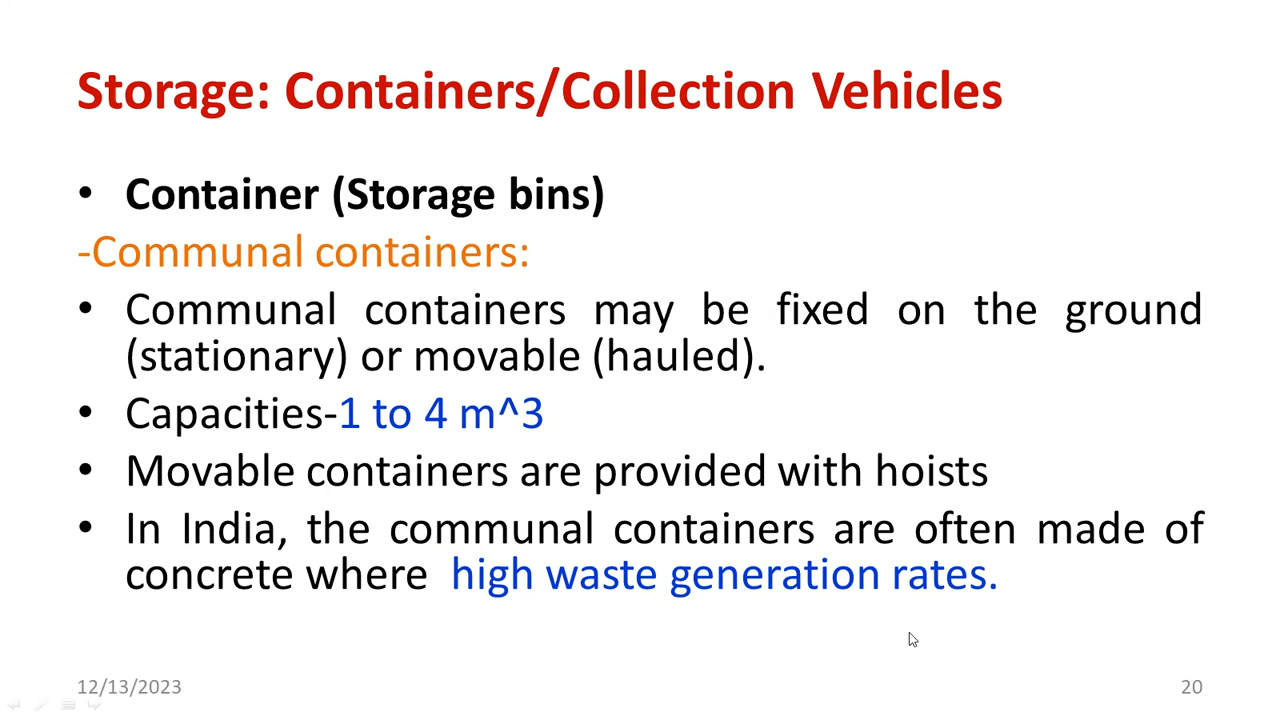 Storage: Containers/Collection Vehicles
• Container (Storage bins)
-Communal containers:
• Communal containers may be fixed on the ground
(stationary) or movable (hauled).
• Capacities-1 to 4 m^3
• Movable containers are provided with hoists
• In India, the communal containers are often made of
concrete where high waste generation rates.
12/13/2023
20